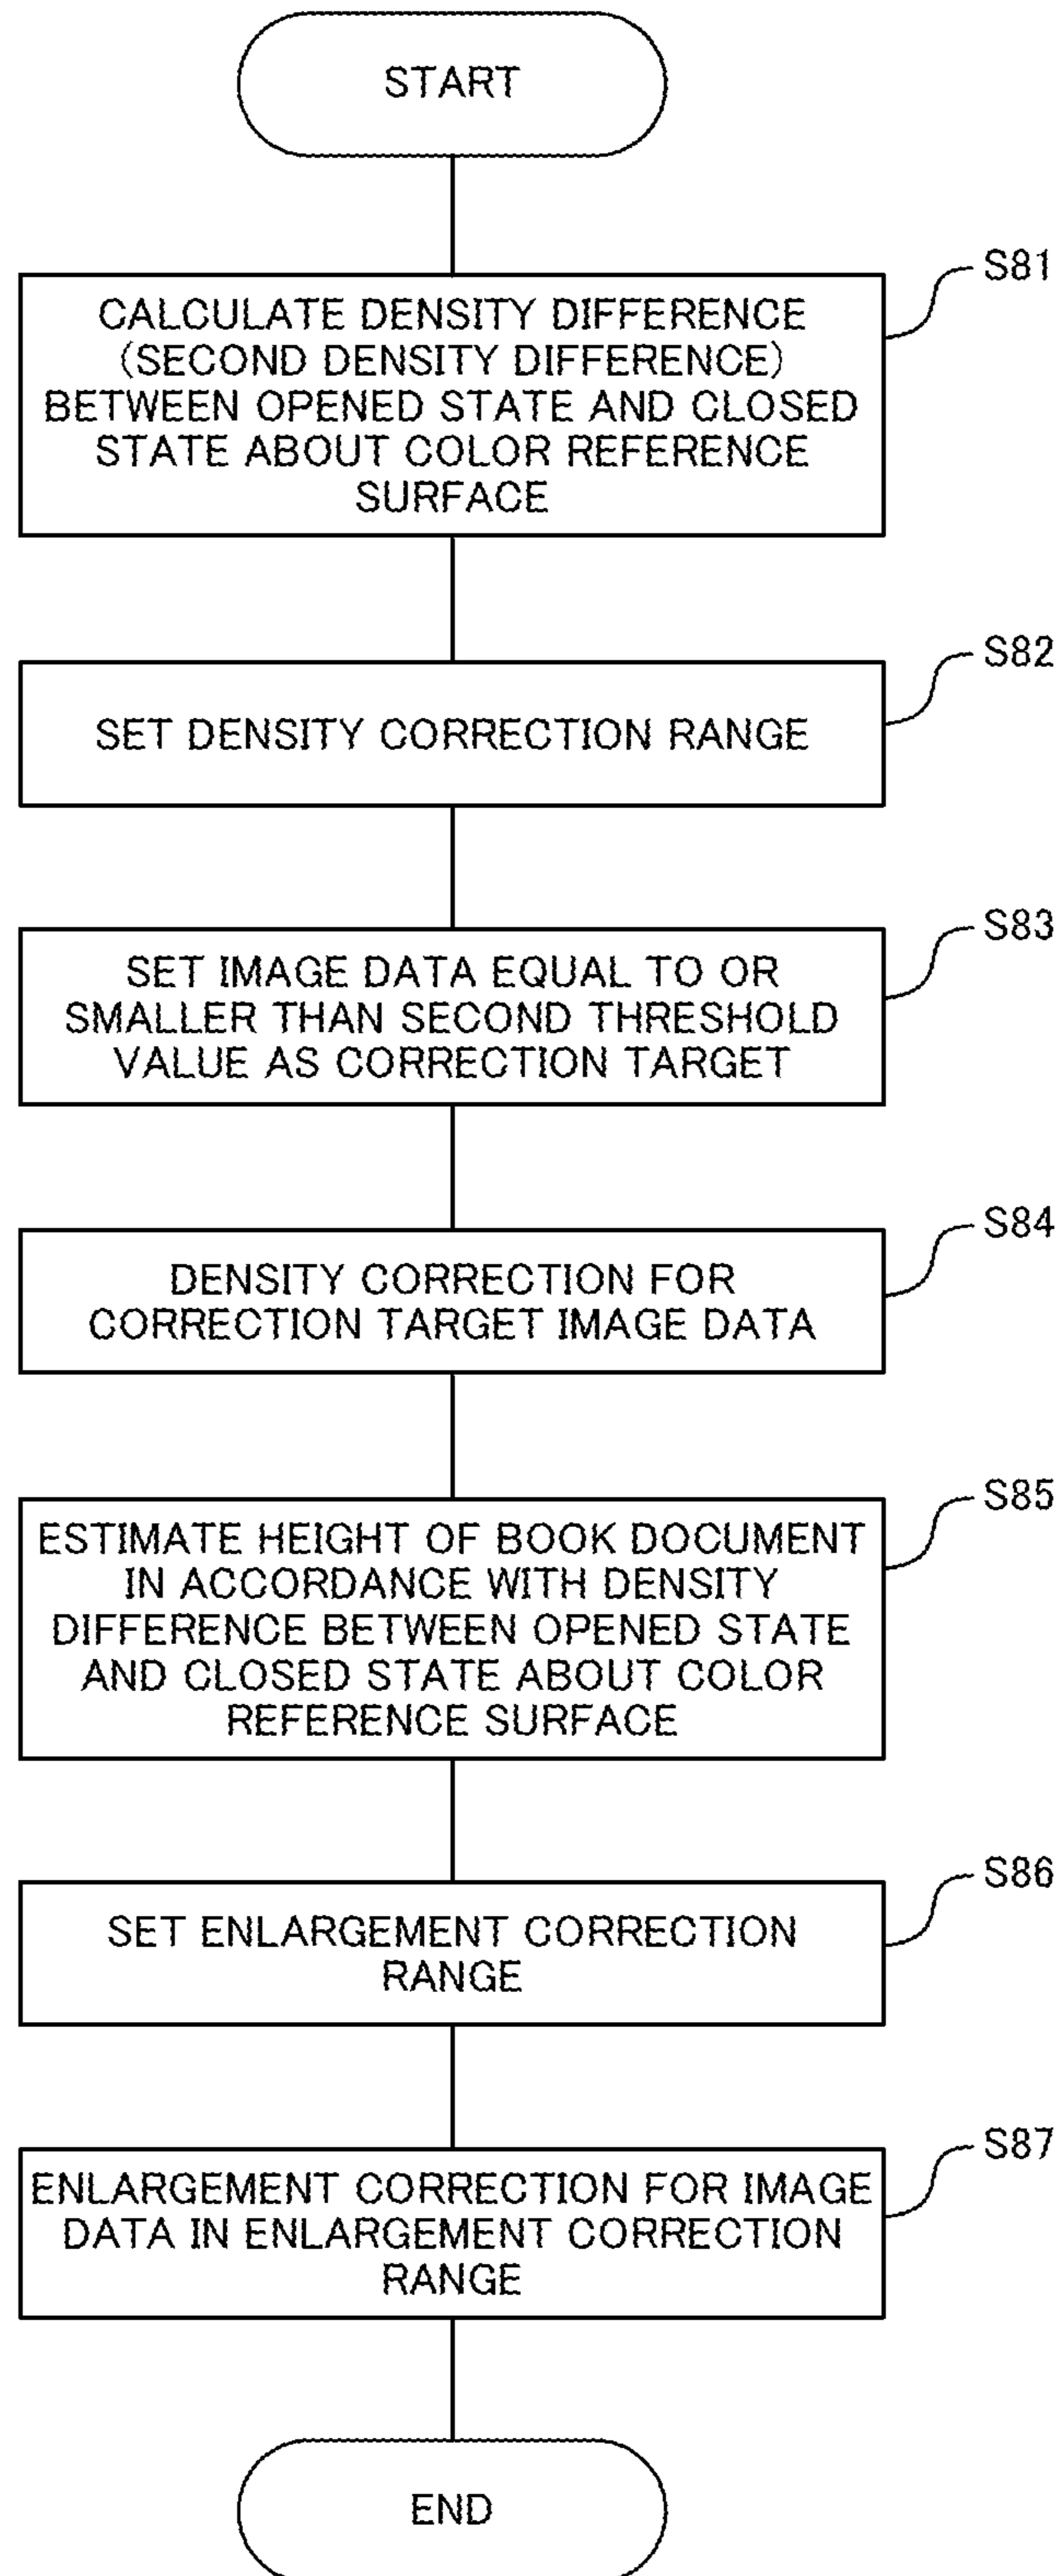 START
S81
CALCULATE DENSITY DIFFERENCE
(SECOND DENSITY DIFFERENCE)
BETWEEN OPENED STATE AND CLOSED
STATE ABOUT COLOR REFERENCE
SURFACE
S82
SET DENSITY CORRECTION RANGE
S83
SET IMAGE DATA EQUAL TO OR
SMALLER THAN SECOND THRESHOLD
VALUE AS CORRECTION TARGET
S84
DENSITY CORRECTION FOR
CORRECTION TARGET IMAGE DATA
S85
ESTIMATE HEIGHT OF BOOK DOCUMENT
IN ACCORDANCE WITH DENSITY
DIFFERENCE BETWEEN OPENED STATE
AND CLOSED STATE ABOUT COLOR
REFERENCE SURFACE
S86
SET ENLARGEMENT CORRECTION
RANGE
S87
ENLARGEMENT CORRECTION FOR IMAGE
DATA IN ENLARGEMENT CORRECTION
RANGE
END